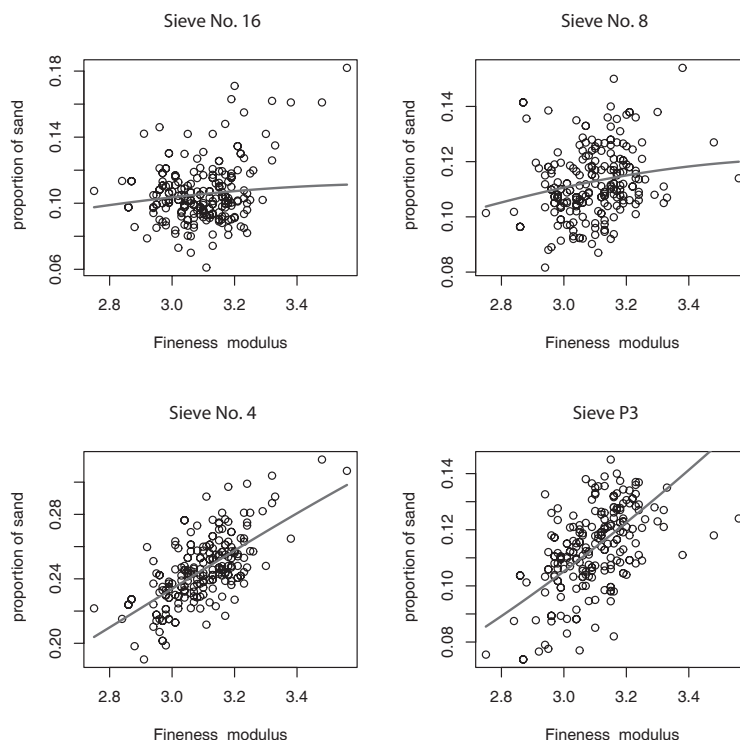 Sieve No. 16
proportion of sand
0.06 0.10 0.14 0.18
2.8 3.0 3.2 3.4
Fineness modulus
Sieve No. 8
proportion of sand
0.08 0.10 0.12 0.14
2.8 3.0 3.2 3.4
Fineness modulus
Sieve No. 4
proportion of sand
0.20 0.24 0.28
2.8 3.0 3.2 3.4
Fineness modulus
Sieve P3
proportion of sand
0.08 0.10 0.12 0.14
2.8 3.0 3.2 3.4
Fineness modulus